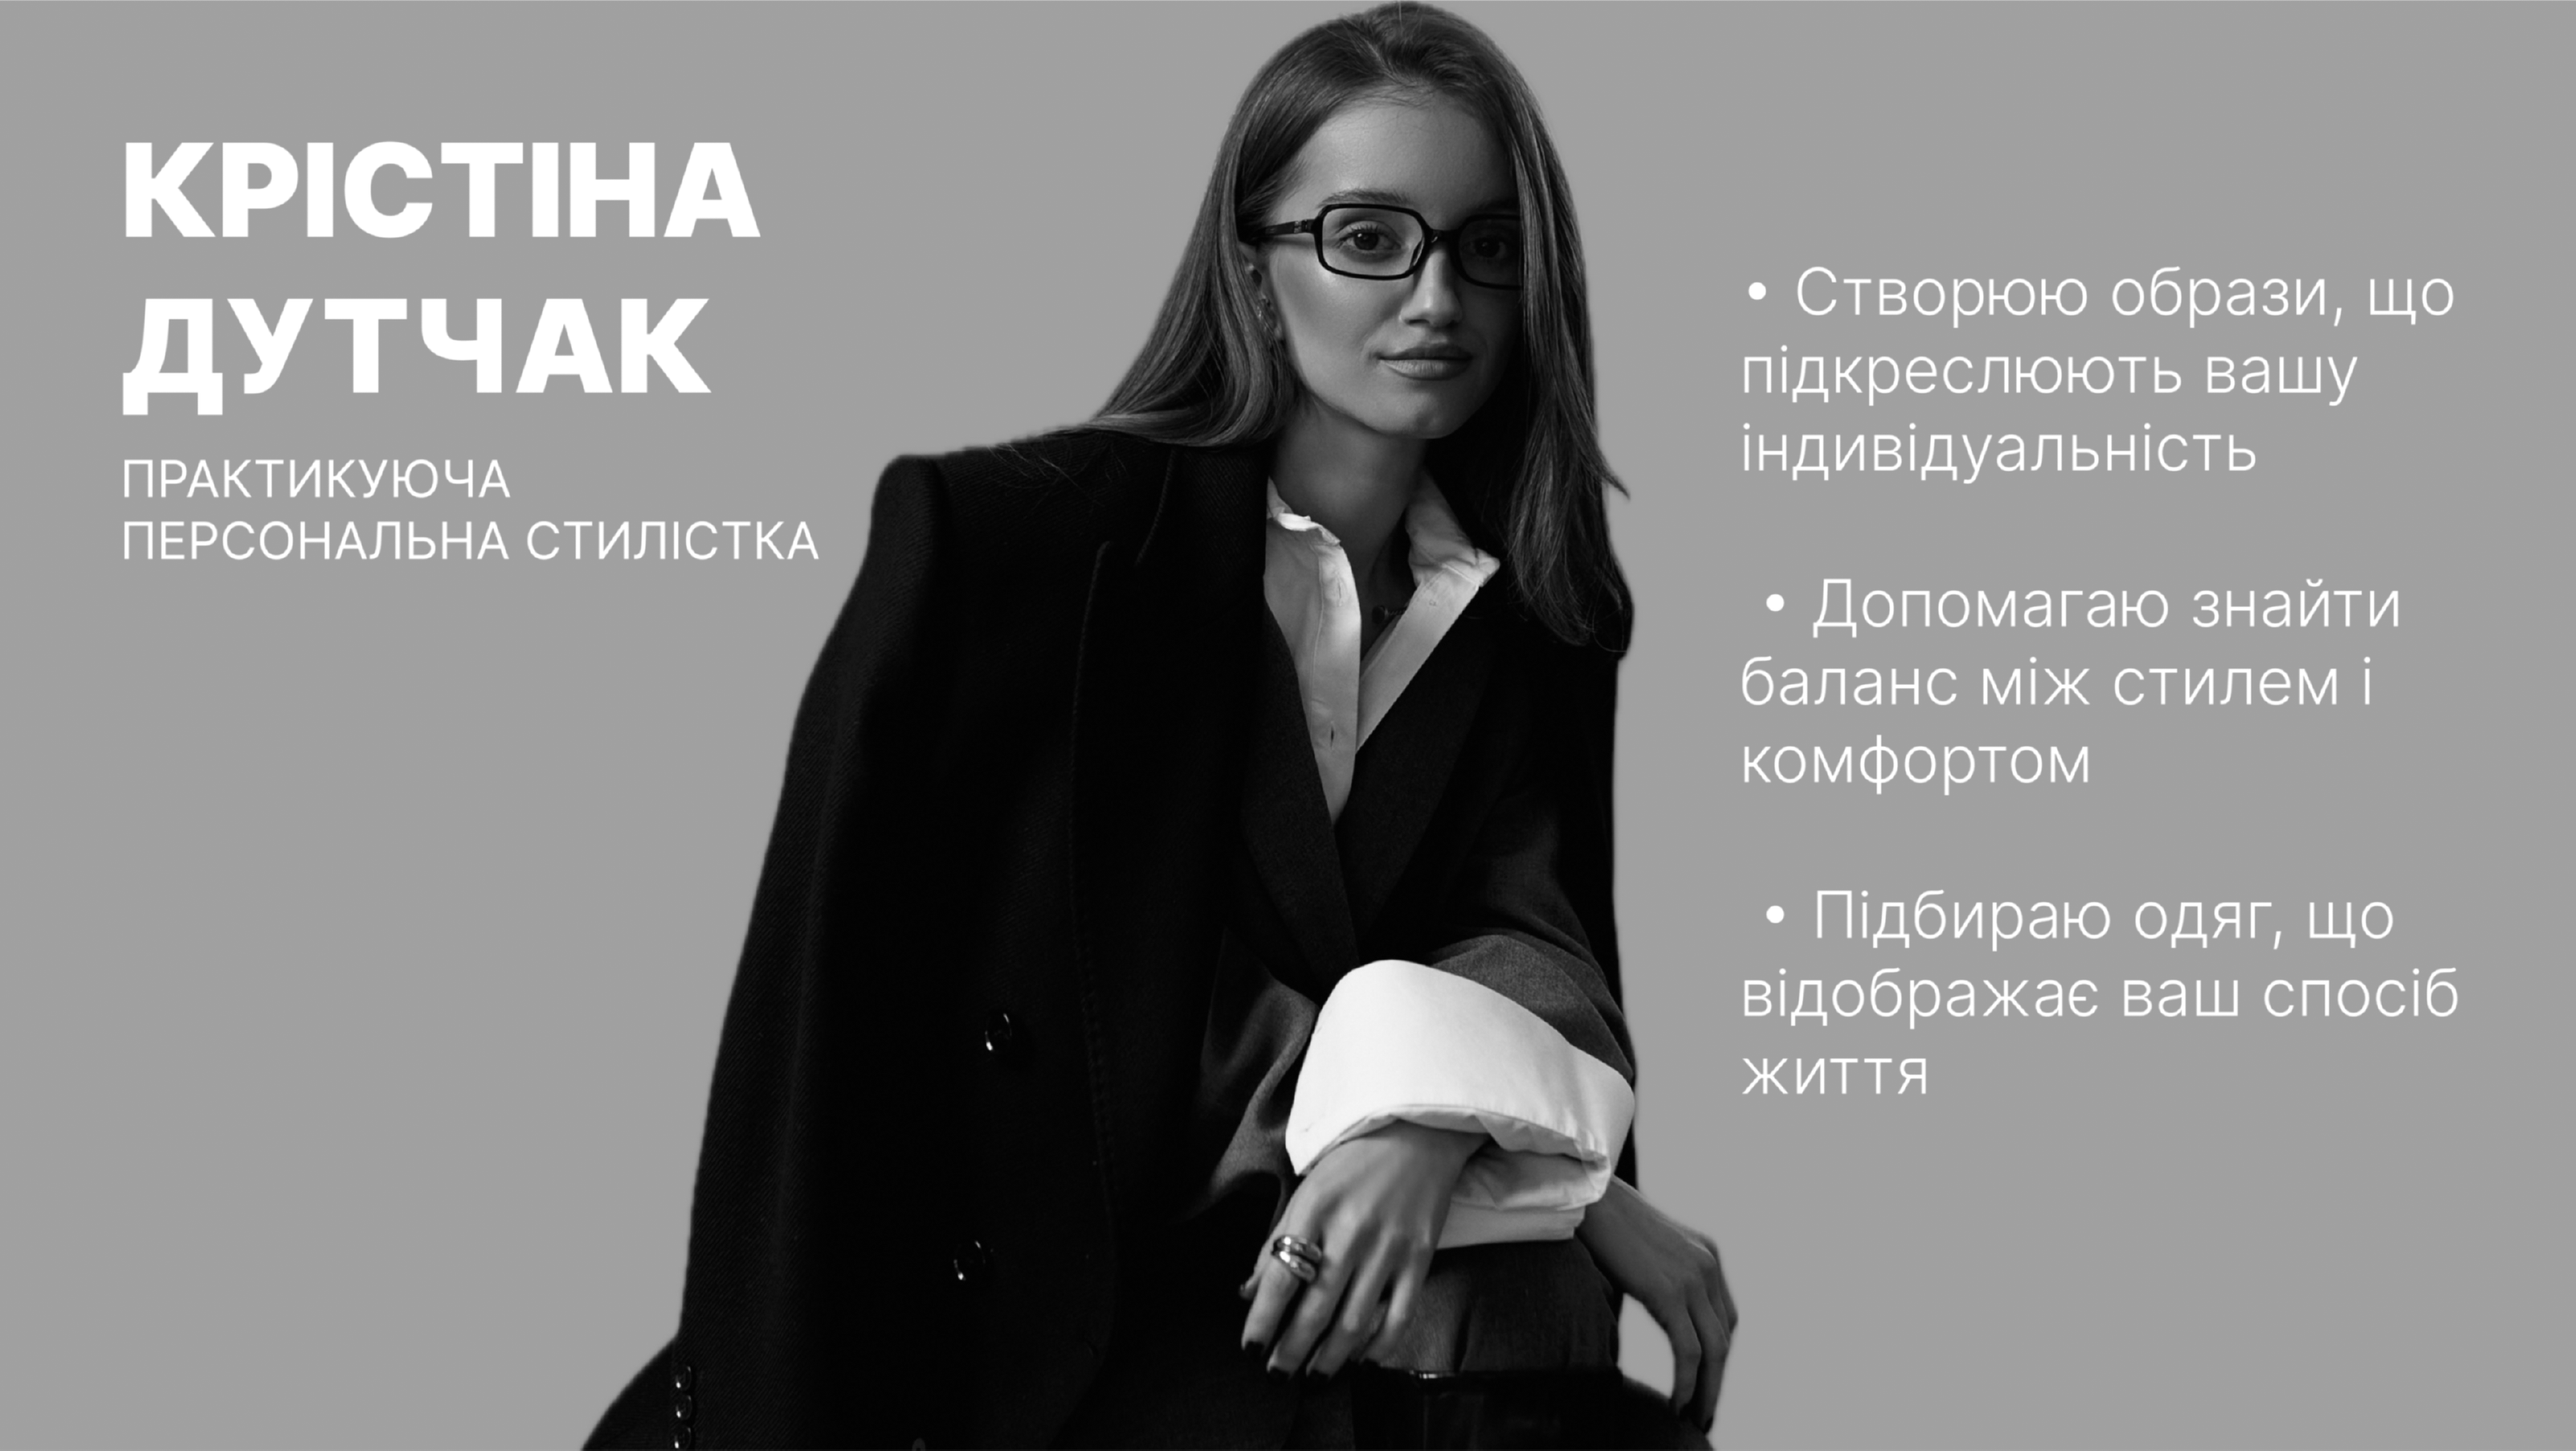 КРІСТІНА
ДУТЧАК
ПРАКТИКУЮЧА
ПЕРСОНАЛЬНА СТИЛІСТКА
• Створюю образи, що
підкреслюють вашу
індивідуальність
• Допомагаю знайти
баланс між стилем і
комфортом
• Підбираю одяг, що
відображає ваш спосіб
життя